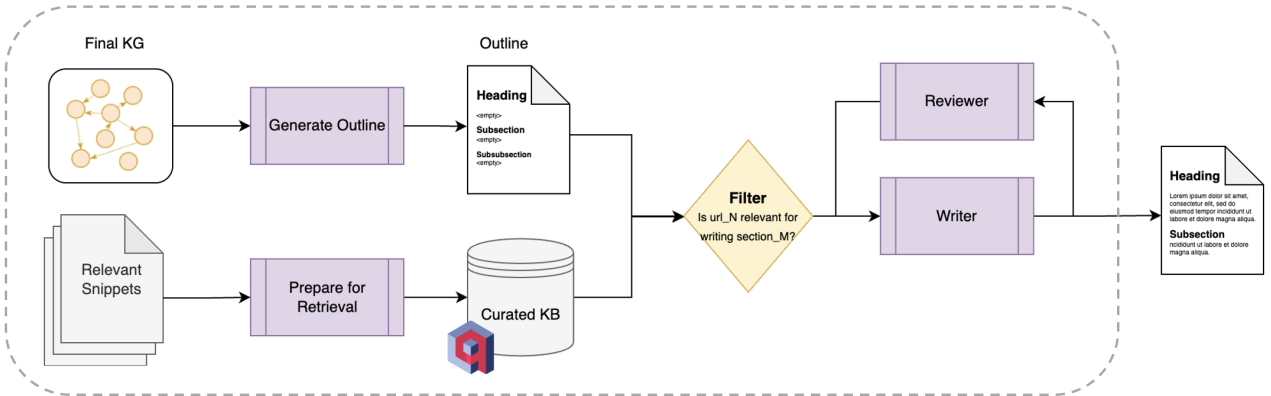 Final KG
Outline
Generate Outline
Heading
<empty>
Subsection
<empty>
Subsubsection
<empty>
Relevant
Snippets
Prepare for
Retrieval
Curated KB
Filter
Is url_N relevant for
writing section_M?
Reviewer
Writer
Heading
Lorem ipsum dolor sit amet,
consectetur elit, sed do
eiusmod tempor incididunt ut
labore et dolore magna aliqua.
Subsection
ncididunt ut labore et dolore
magna aliqua.